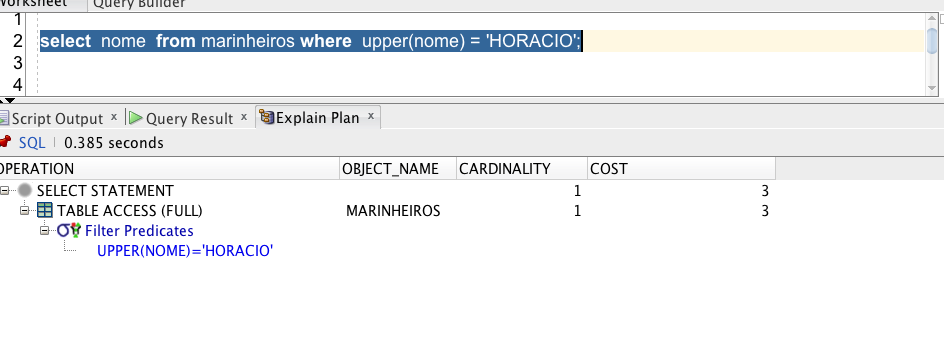 Worksheet Query Builder
1
2 select nome from marinheiros where upper(nome) = 'HORACIO';
3
4
Script Output x Query Result x Explain Plan x
SQL | 0.385 seconds
OPERATION OBJECT_NAME CARDINALITY COST
SELECT STATEMENT 1 3
TABLE ACCESS (FULL) MARINHEIROS 1 3
Filter Predicates
UPPER(NOME)='HORACIO'